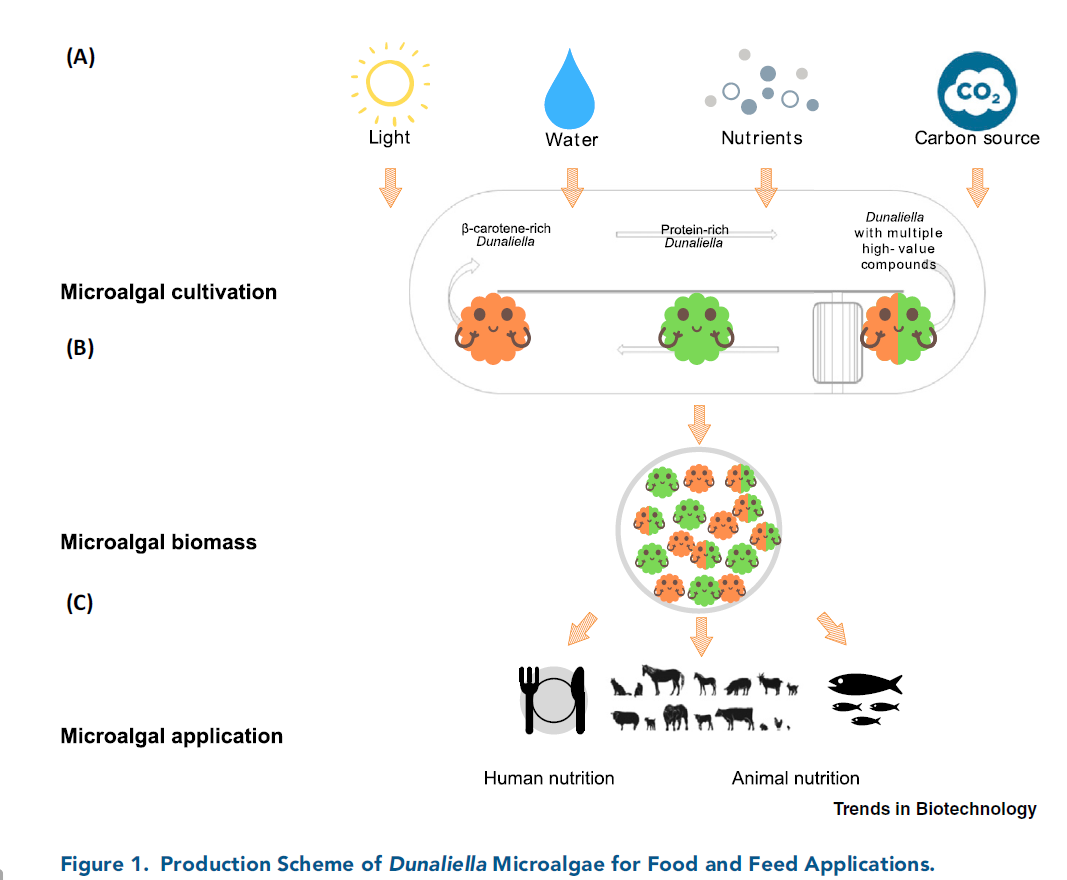 (A)
CO₂
Light
Water
Nutrients
Carbon source
β-carotene-rich
Dunaliella
Protein-rich
Dunaliella
Dunaliella
with multiple
high- value
compounds
Microalgal cultivation
(B)
Microalgal biomass
(C)
Microalgal application
Human nutrition
Animal nutrition
Trends in Biotechnology
Figure 1. Production Scheme of Dunaliella Microalgae for Food and Feed Applications.